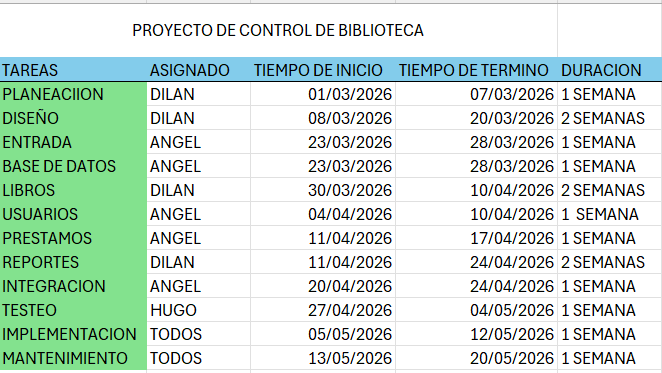 PROYECTO DE CONTROL DE BIBLIOTECA
TAREAS ASIGNADO TIEMPO DE INICIO TIEMPO DE TERMINO DURACION
PLANEACIION DILAN 01/03/2026 07/03/2026 1 SEMANA
DISEÑO DILAN 08/03/2026 20/03/2026 2 SEMANAS
ENTRADA ANGEL 23/03/2026 28/03/2026 1 SEMANA
BASE DE DATOS ANGEL 23/03/2026 28/03/2026 1 SEMANA
LIBROS DILAN 30/03/2026 10/04/2026 2 SEMANAS
USUARIOS ANGEL 04/04/2026 10/04/2026 1 SEMANA
PRESTAMOS ANGEL 11/04/2026 17/04/2026 1 SEMANA
REPORTES DILAN 11/04/2026 24/04/2026 2 SEMANAS
INTEGRACION ANGEL 20/04/2026 24/04/2026 1 SEMANA
TESTEO HUGO 27/04/2026 04/05/2026 1 SEMANA
IMPLEMENTACION TODOS 05/05/2026 12/05/2026 1 SEMANA
MANTENIMIENTO TODOS 13/05/2026 20/05/2026 1 SEMANA